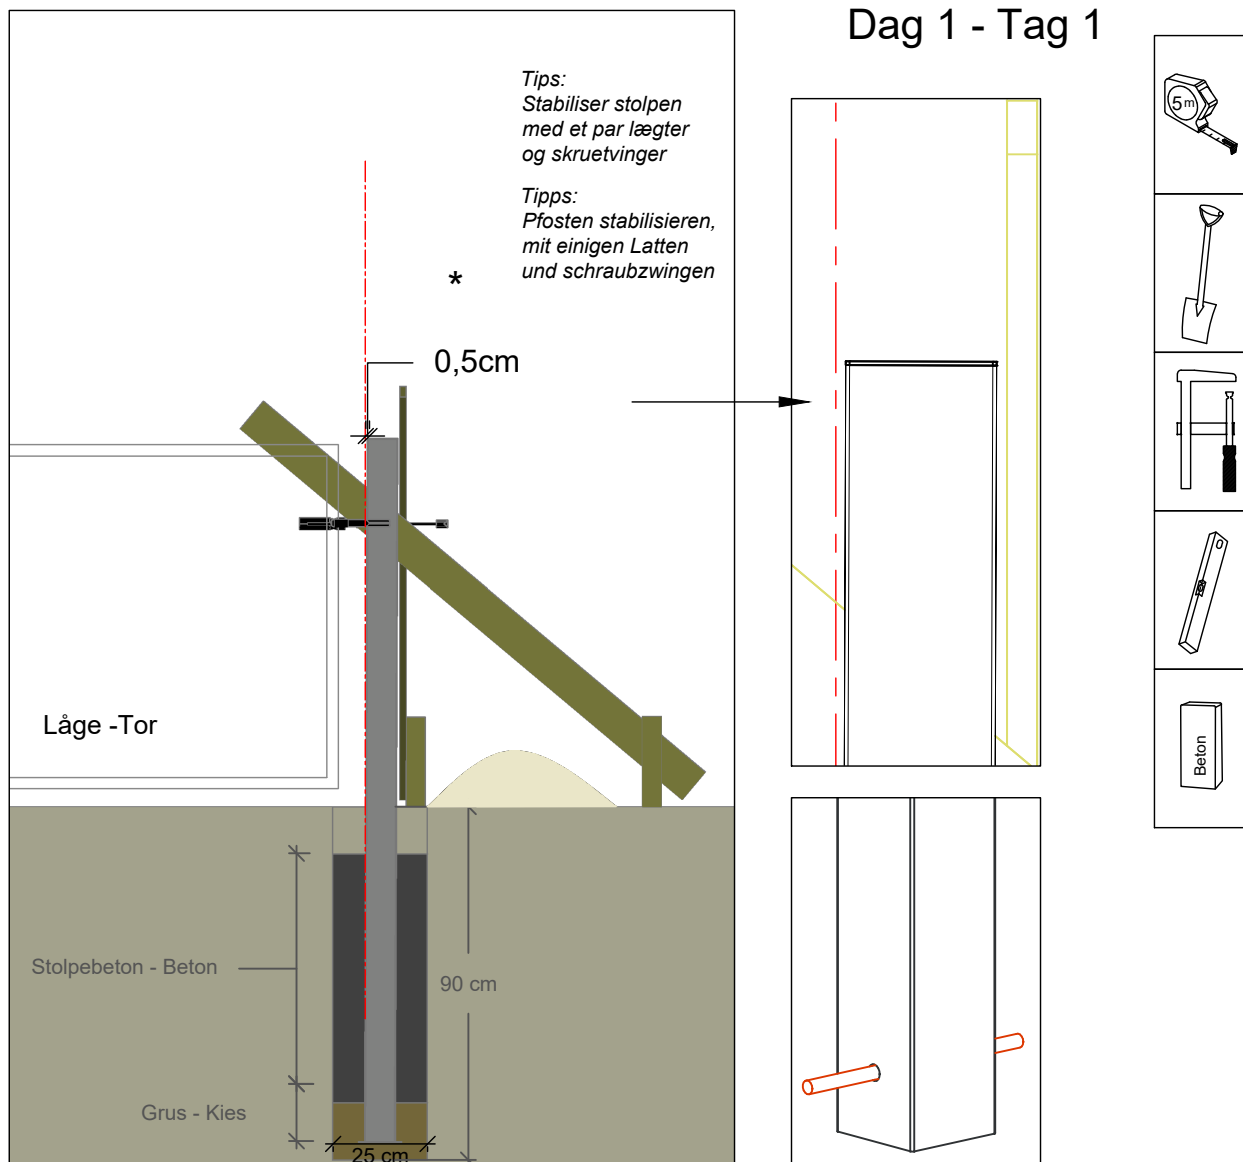 Dag 1 - Tag 1
Tips:
Stabiliser stolpen
med et par lægter
og skruetvinger
Tipps:
Pfosten stabilisieren,
mit einigen Latten
und schraubzwingen
*
0,5cm
Låge -Tor
Stolpebeton - Beton
90 cm
Grus - Kies
25 cm
5m
Beton